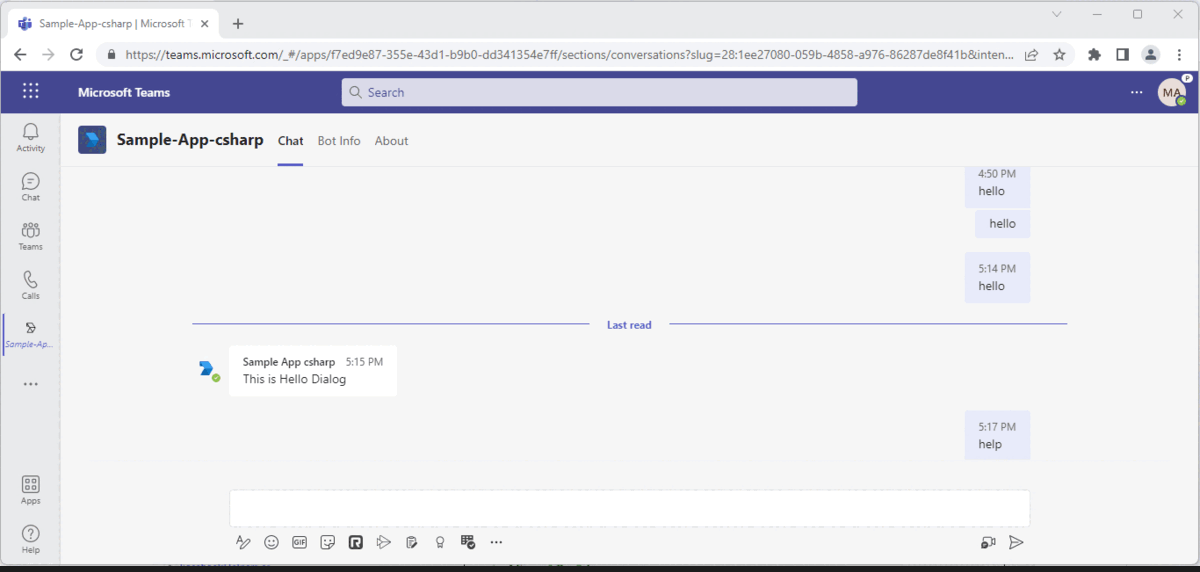 Sample-App-csharp | Microsoft T
https://teams.microsoft.com/_#/apps/f7ed9e87-355e-43d1-b9b0-dd341354e7ff/sections/conversations?slug=28:1ee27080-059b-4858-a976-86287de8f41b&inten...
Microsoft Teams
Search
MA
P
Activity
Chat
Teams
Calls
Sample-Ap...
Apps
Help
Sample-App-csharp
Chat
Bot Info
About
4:50 PM
hello
hello
5:14 PM
hello
Last read
Sample App csharp 5:15 PM
This is Hello Dialog
5:17 PM
help
GIF